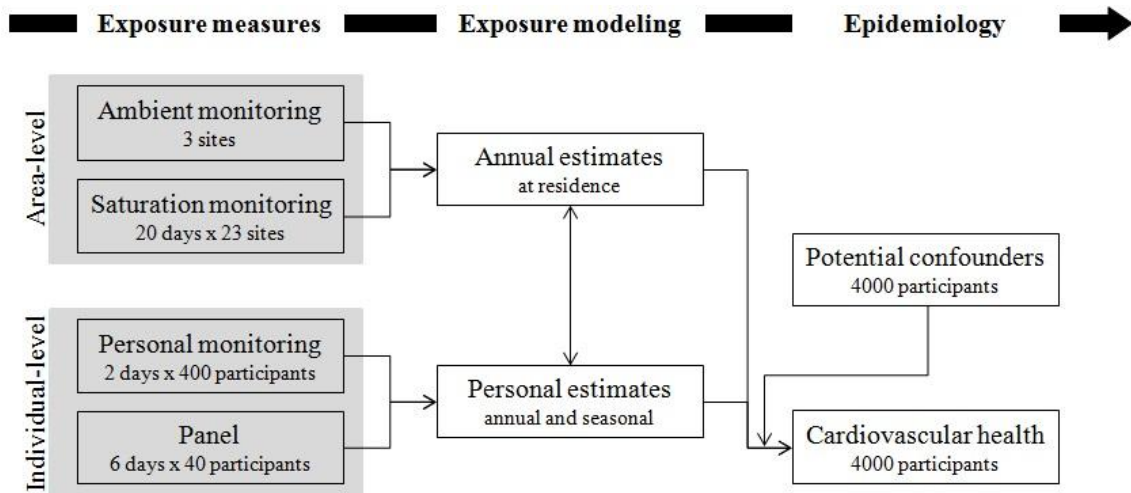 Exposure measures
Exposure modeling
Epidemiology
Area-level
Ambient monitoring
3 sites
Saturation monitoring
20 days x 23 sites
Annual estimates
at residence
Potential confounders
4000 participants
Individual-level
Personal monitoring
2 days x 400 participants
Panel
6 days x 40 participants
Personal estimates
annual and seasonal
Cardiovascular health
4000 participants